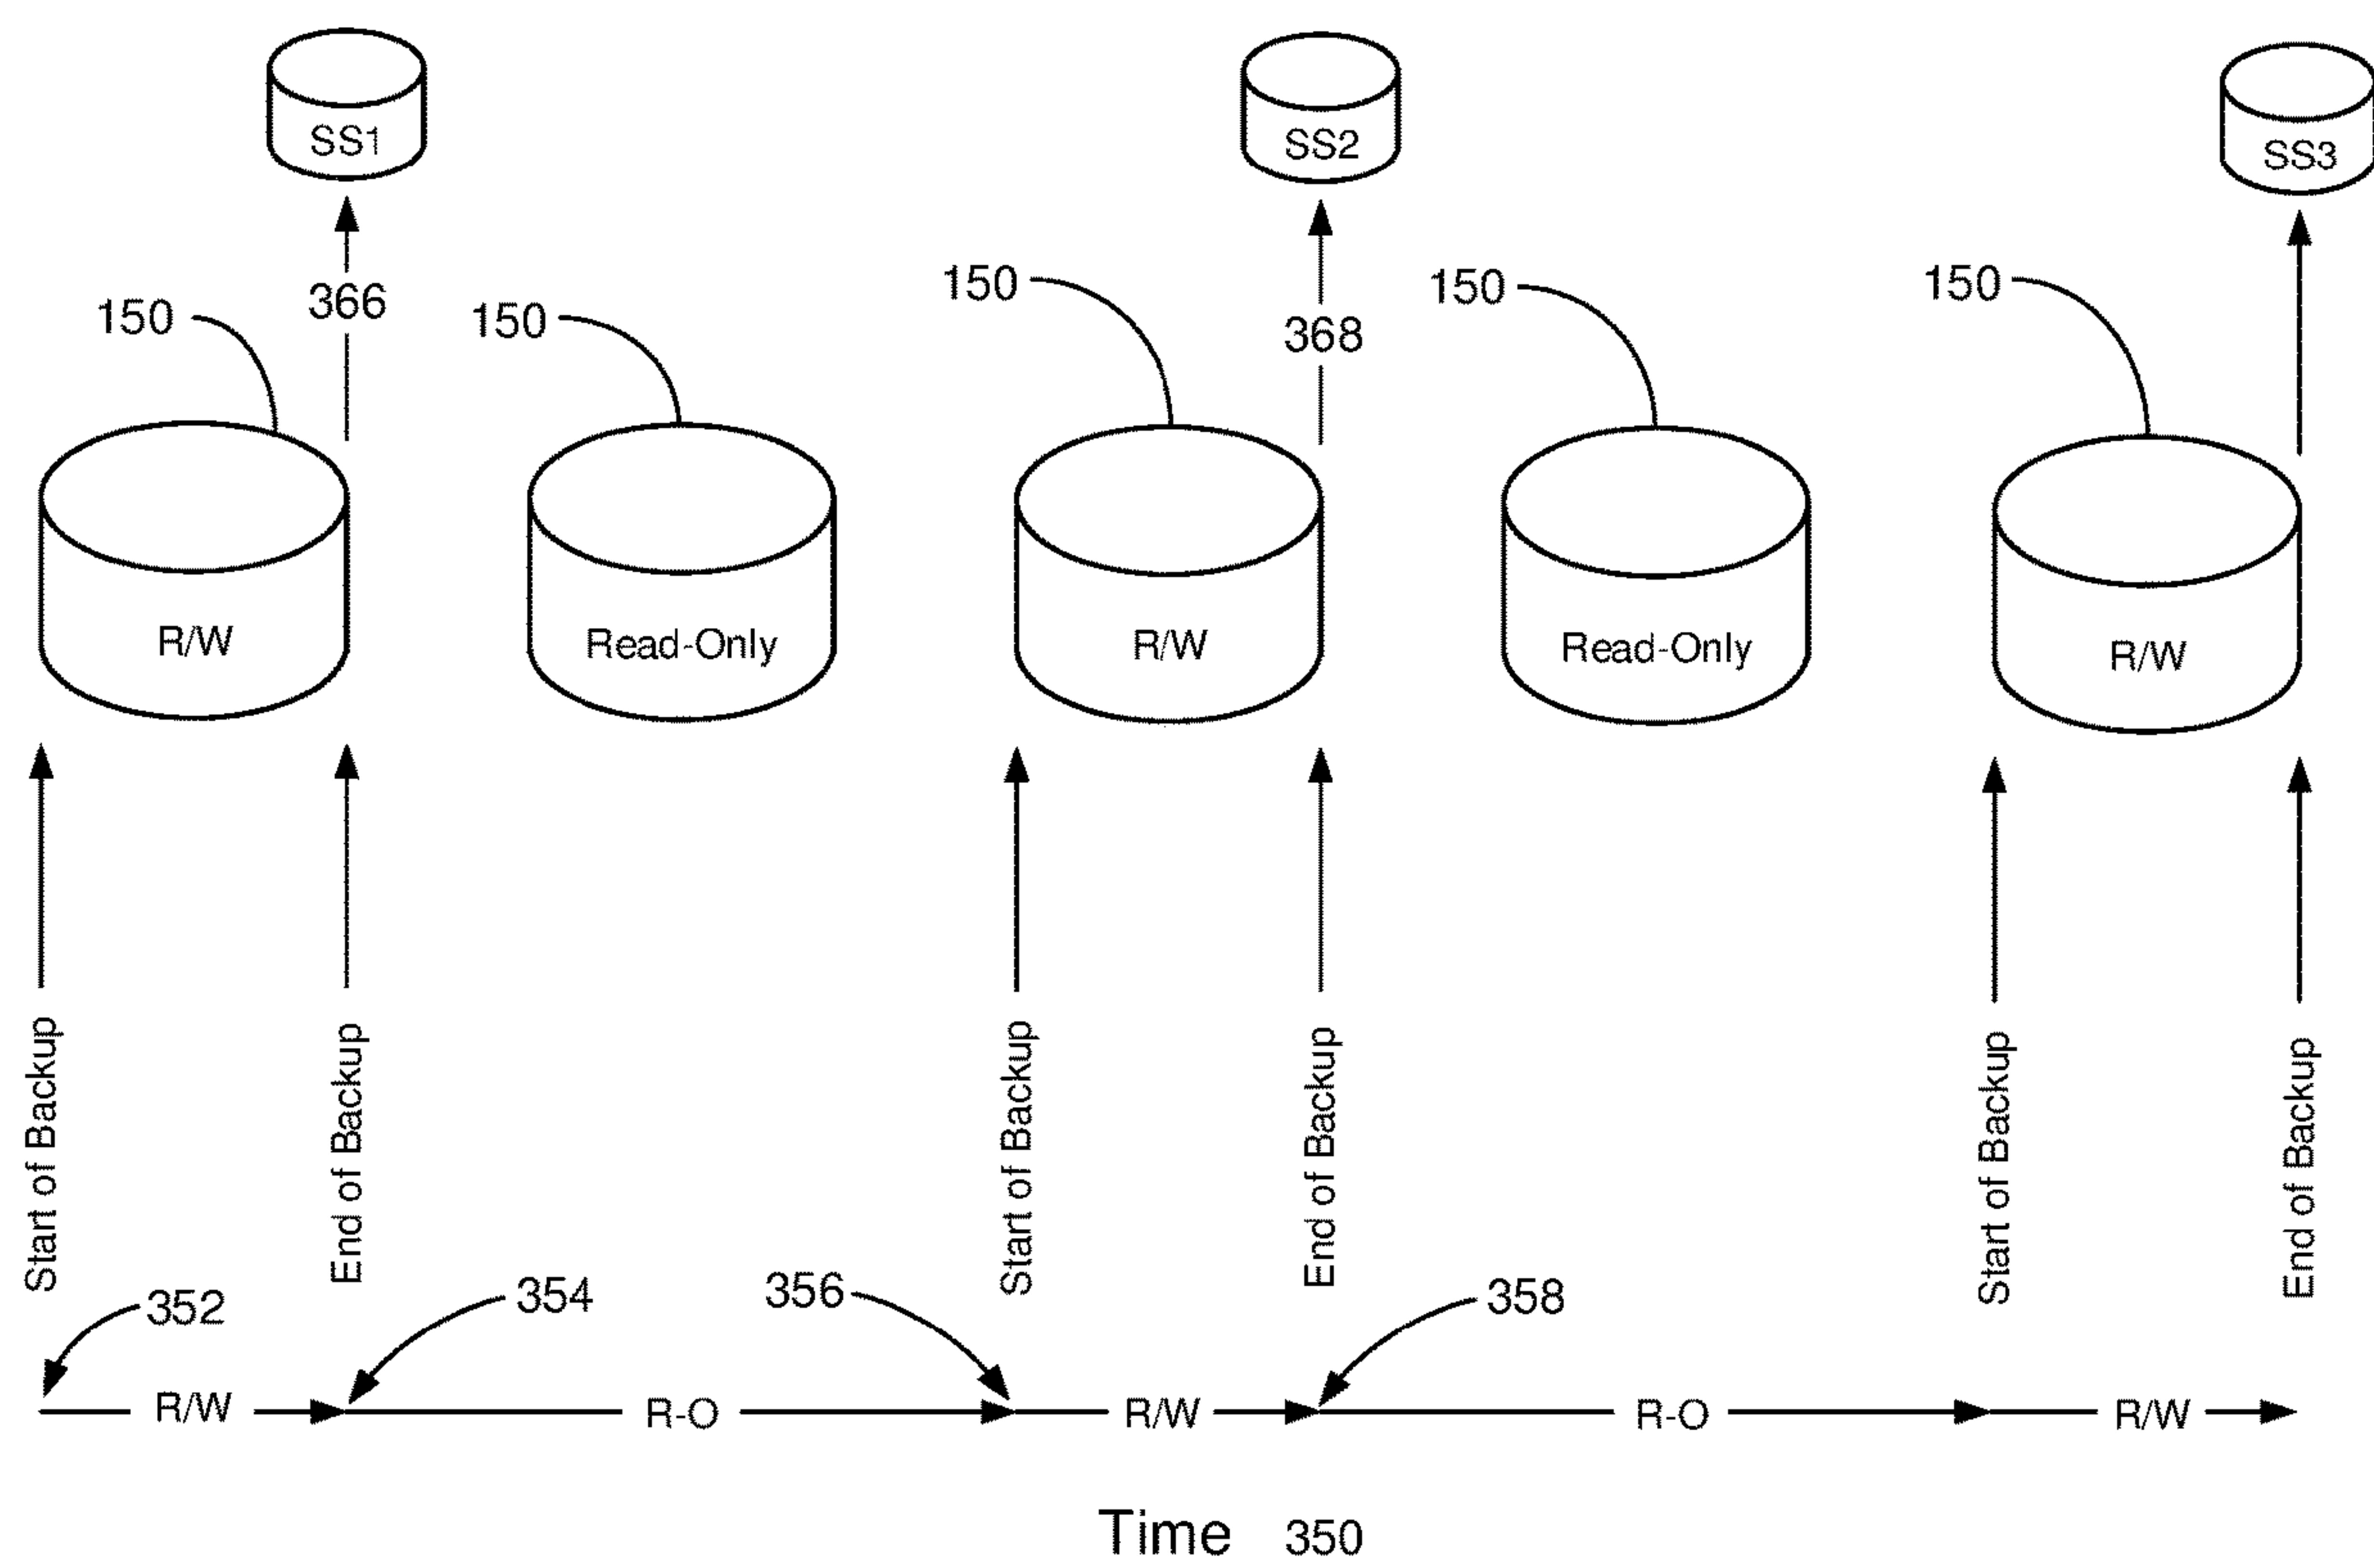 SS1
SS2
SS3
150
366
150
150
368
150
150
R/W
Read-Only
R/W
Read-Only
R/W
Start of Backup
End of Backup
Start of Backup
End of Backup
Start of Backup
End of Backup
352
354
356
358
R/W
R-O
R/W
R-O
R/W
Time 350